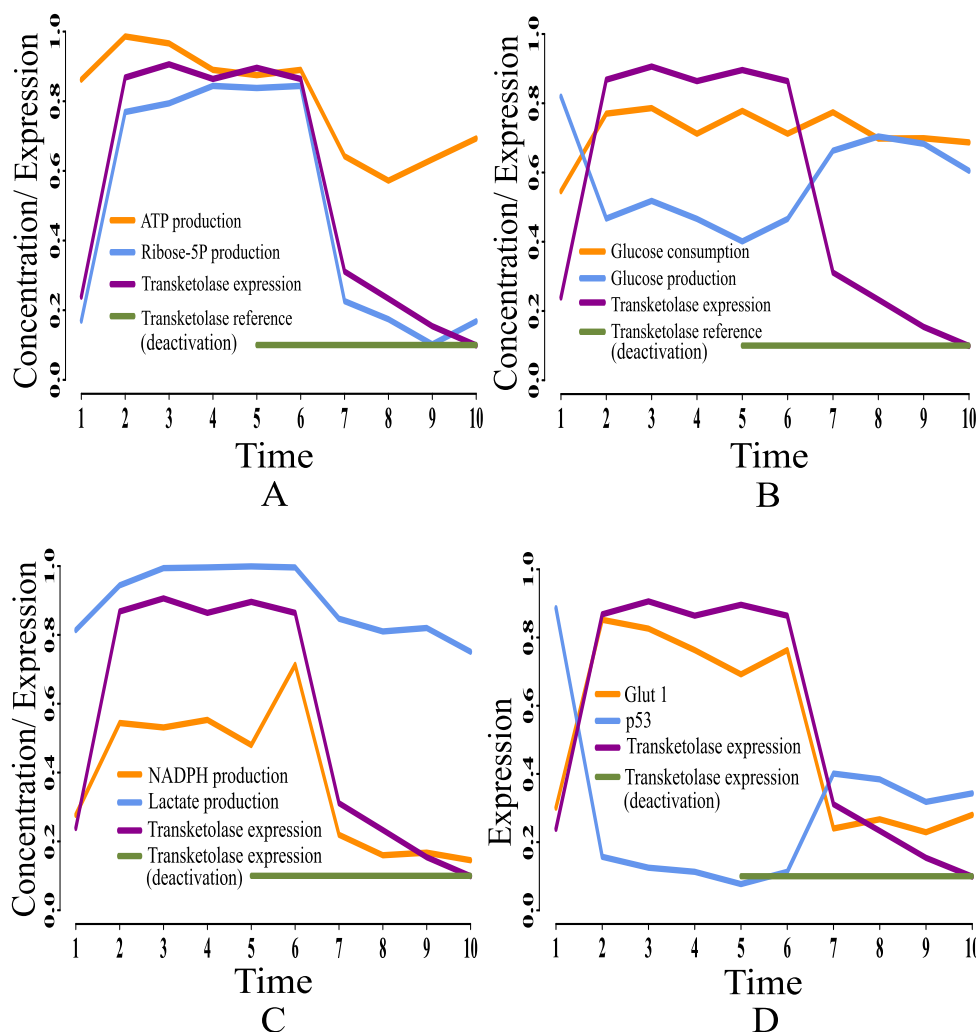 Concentration/ Expression
1.0
0.8
0.6
0.4
0.2
0.0
ATP production
Ribose-5P production
Transketolase expression
Transketolase reference
(deactivation)
1 2 3 4 5 6 7 8 9 10
Time
A
Concentration/ Expression
1.0
0.8
0.6
0.4
0.2
0.0
Glucose consumption
Glucose production
Transketolase expression
Transketolase reference
(deactivation)
1 2 3 4 5 6 7 8 9 10
Time
B
Concentration/ Expression
1.0
0.8
0.6
0.4
0.2
0.0
NADPH production
Lactate production
Transketolase expression
Transketolase expression
(deactivation)
1 2 3 4 5 6 7 8 9 10
Time
C
Expression
1.0
0.8
0.6
0.4
0.2
0.0
Glut 1
p53
Transketolase expression
Transketolase expression
(deactivation)
1 2 3 4 5 6 7 8 9 10
Time
D